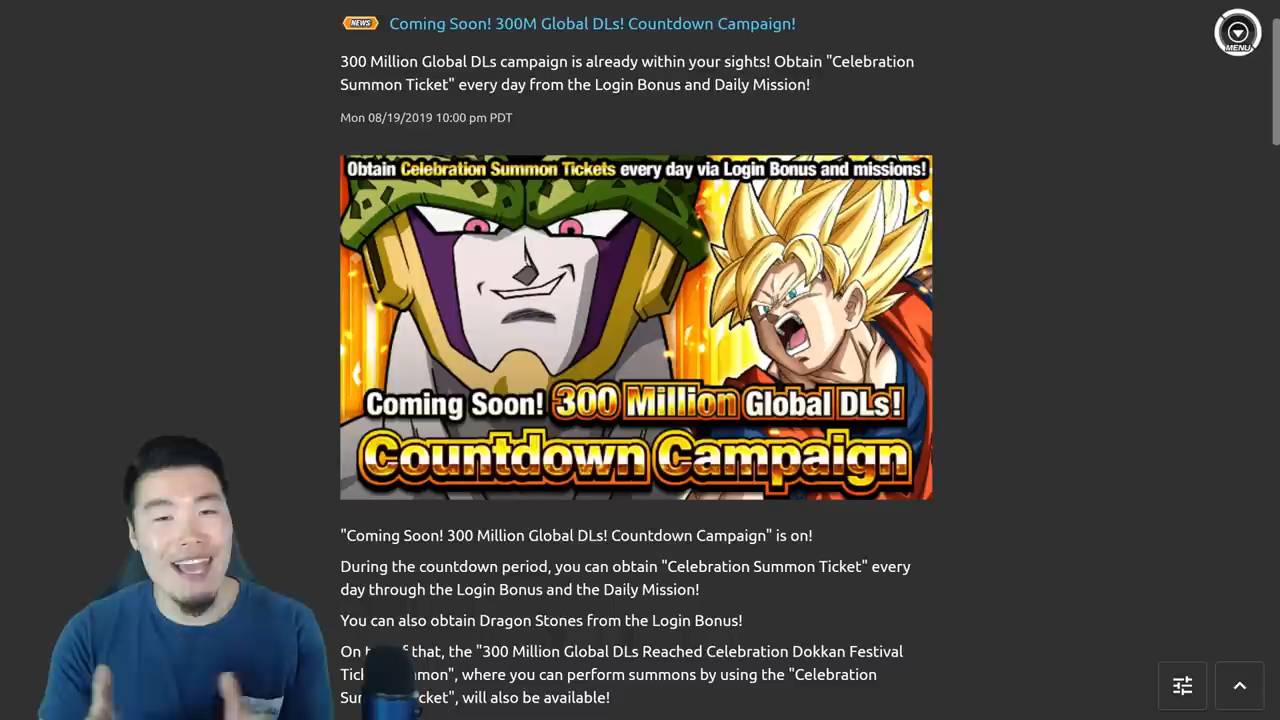 NEWS Coming Soon! 300M Global DLs! Countdown Campaign!
MENU
300 Million Global DLs campaign is already within your sights! Obtain "Celebration
Summon Ticket" every day from the Login Bonus and Daily Mission!
Mon 08/19/2019 10:00 pm PDT
Obtain Celebration Summon Tickets every day via Login Bonus and missions!
Coming Soon! 300 Million Global DLs!
Countdown Campaign
"Coming Soon! 300 Million Global DLs! Countdown Campaign" is on!
During the countdown period, you can obtain "Celebration Summon Ticket" every
day through the Login Bonus and the Daily Mission!
You can also obtain Dragon Stones from the Login Bonus!
On that, the "300 Million Global DLs Reached Celebration Dokkan Festival
where you can perform summons by using the "Celebration
will also be available!